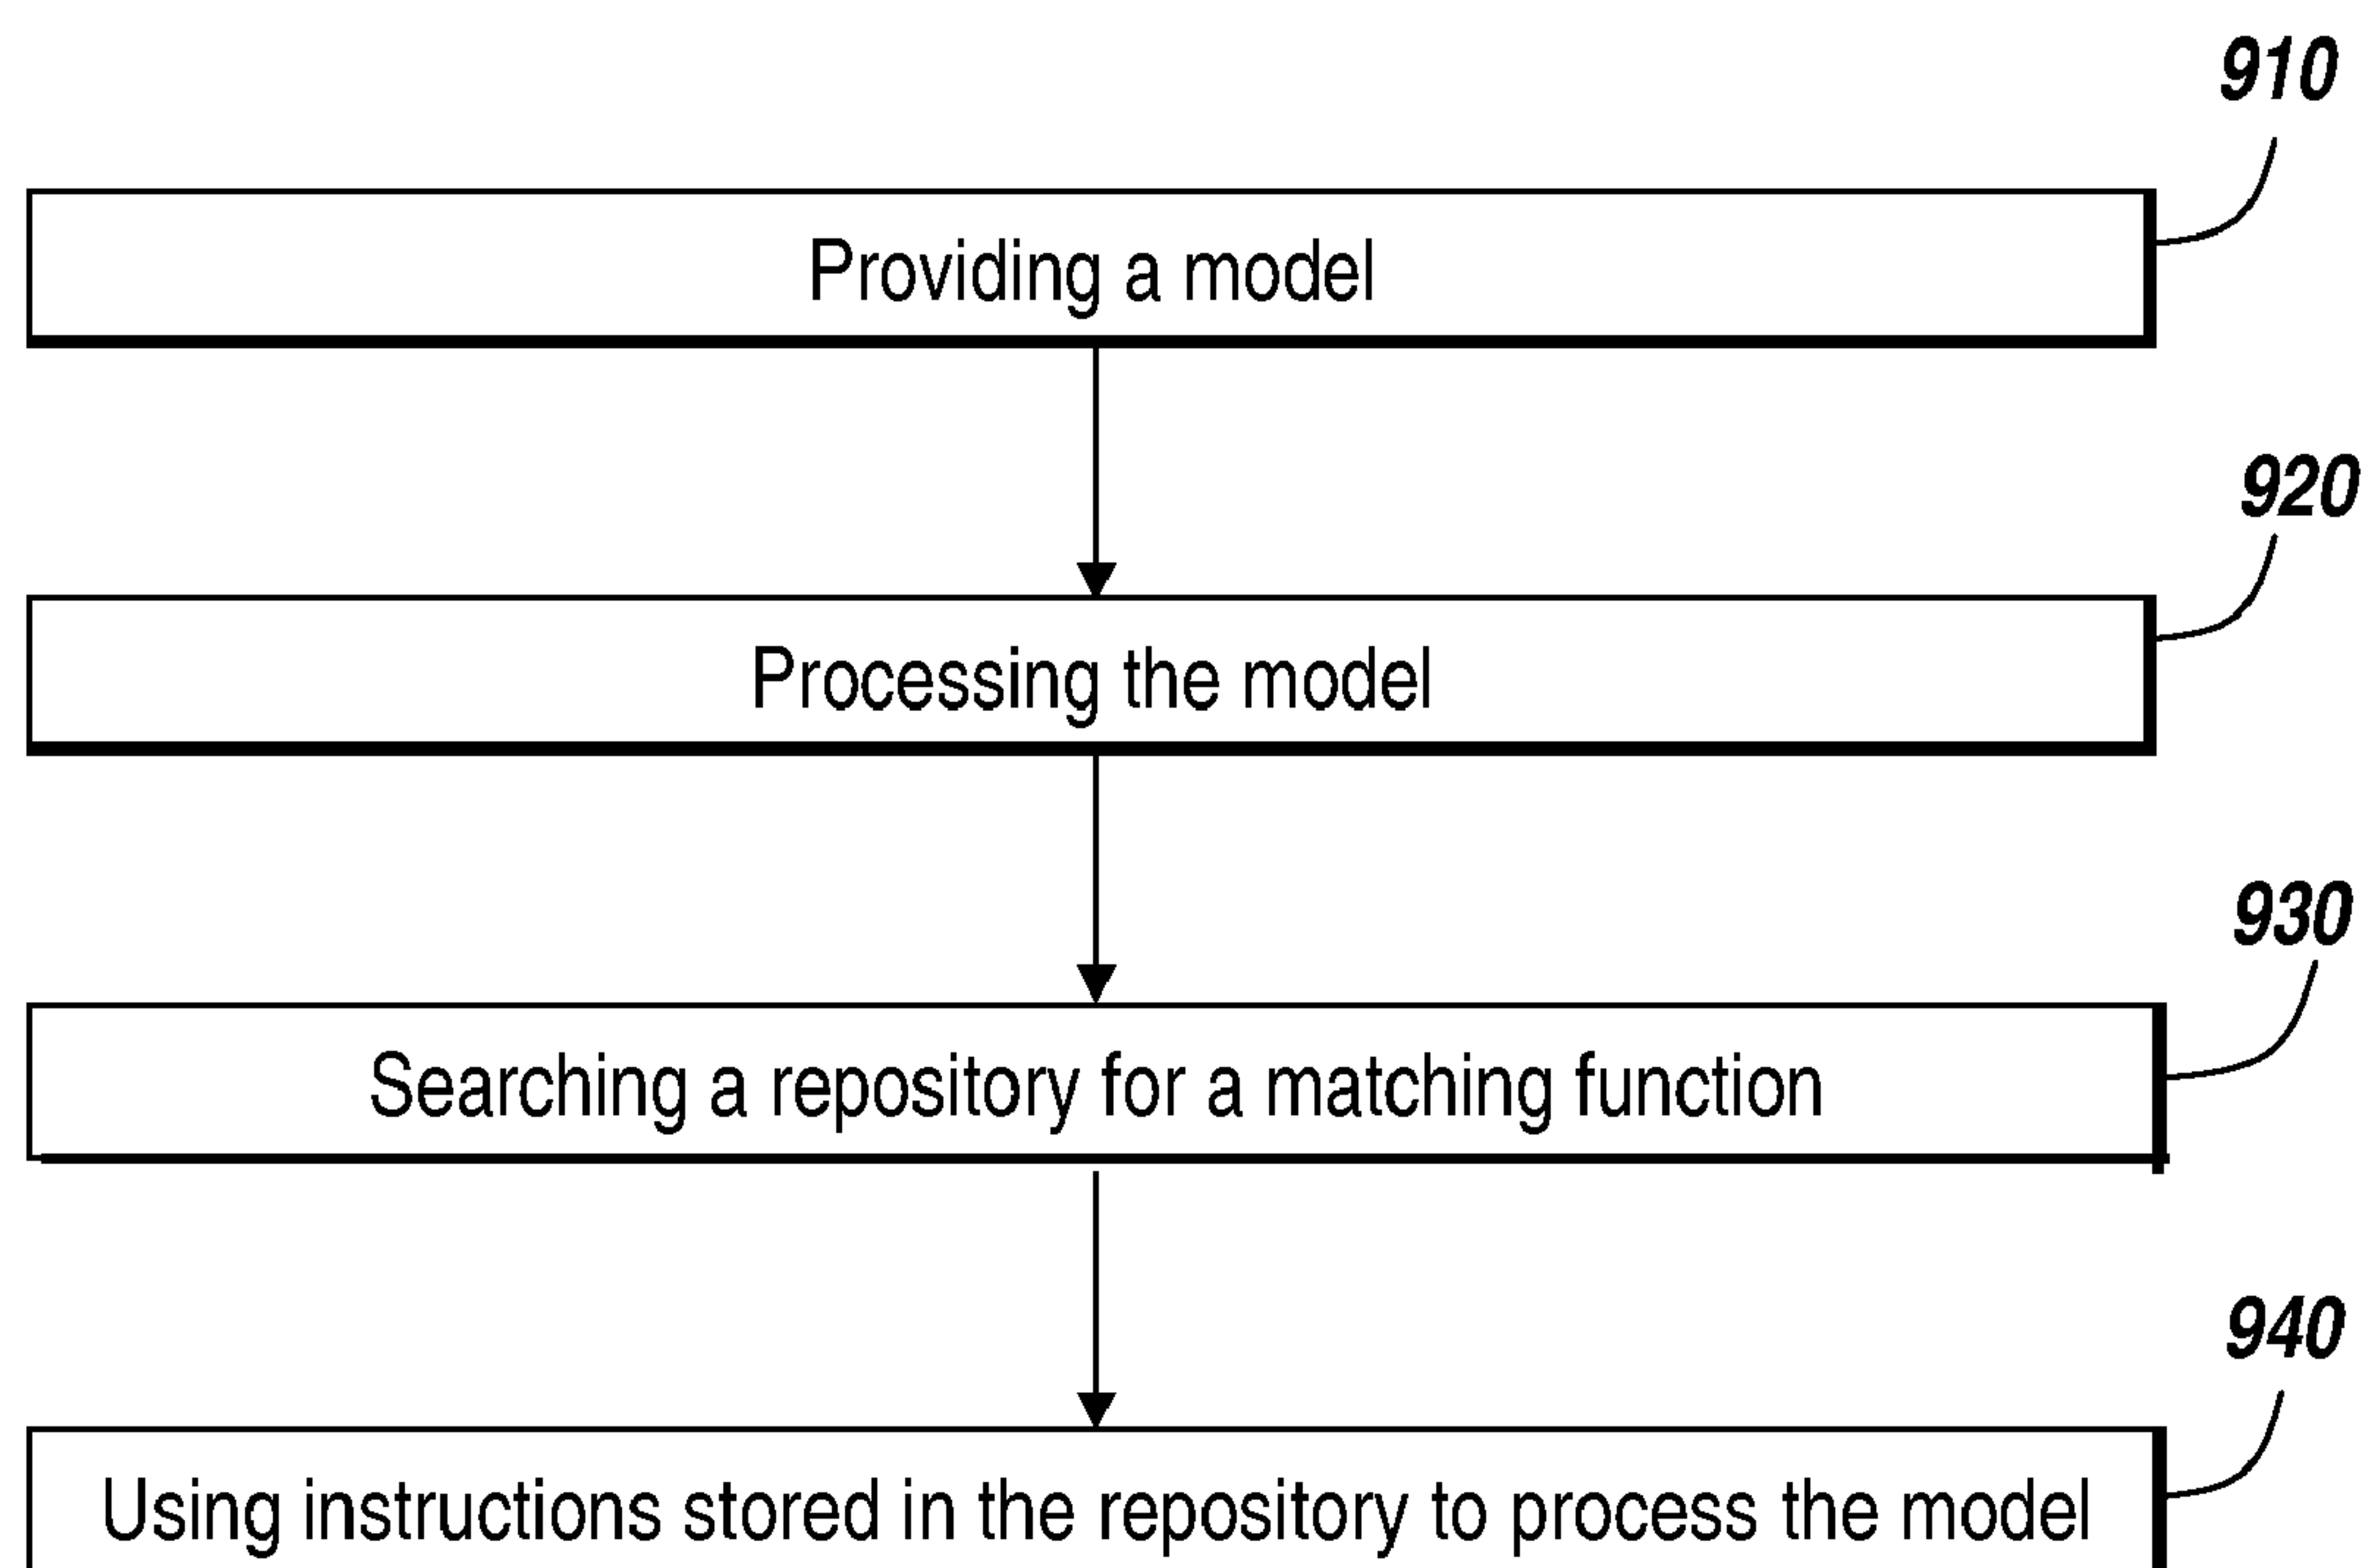 910
Providing a model
920
Processing the model
930
Searching a repository for a matching function
940
Using instructions stored in the repository to process the model